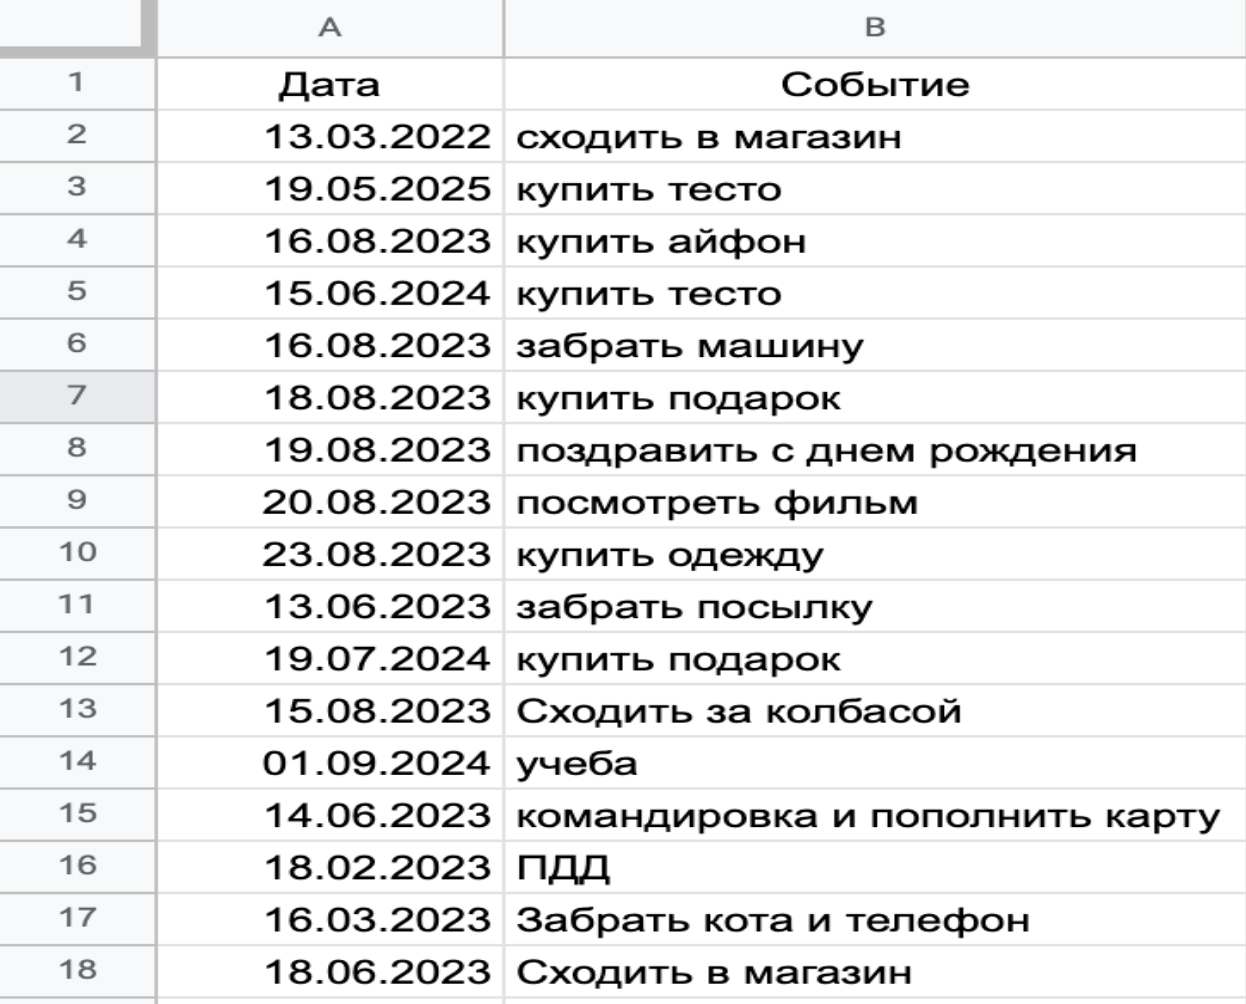 A B
1 Дата Событие
2 13.03.2022 сходить в магазин
3 19.05.2025 купить тесто
4 16.08.2023 купить айфон
5 15.06.2024 купить тесто
6 16.08.2023 забрать машину
7 18.08.2023 купить подарок
8 19.08.2023 поздравить с днем рождения
9 20.08.2023 посмотреть фильм
10 23.08.2023 купить одежду
11 13.06.2023 забрать посылку
12 19.07.2024 купить подарок
13 15.08.2023 Сходить за колбасой
14 01.09.2024 учеба
15 14.06.2023 командировка и пополнить карту
16 18.02.2023 ПДД
17 16.03.2023 Забрать кота и телефон
18 18.06.2023 Сходить в магазин